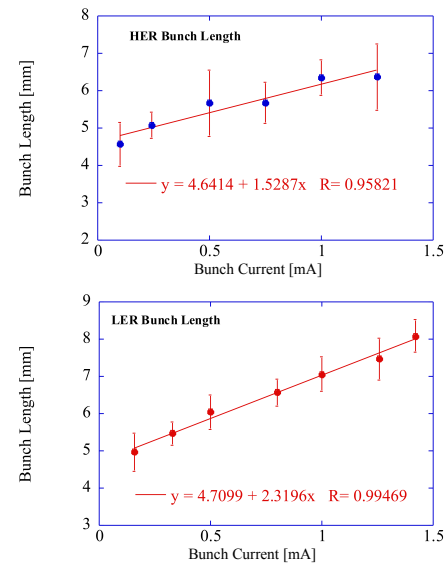 8
HER Bunch Length
7
6
5
4
3
2
Bunch Length [mm]
y = 4.6414 + 1.5287x R= 0.95821
0 0.5 1 1.5
Bunch Current [mA]
9
LER Bunch Length
8
7
6
5
4
3
Bunch Length [mm]
y = 4.7099 + 2.3196x R= 0.99469
0 0.5 1 1.5
Bunch Current [mA]